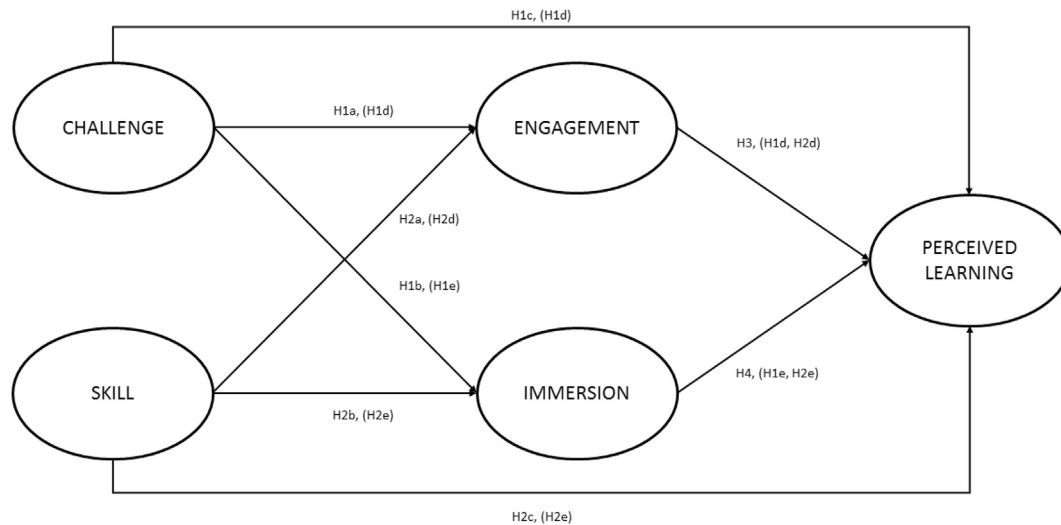 H1c, (H1d)
CHALLENGE
H1a, (H1d)
ENGAGEMENT
H3, (H1d, H2d)
H2a, (H2d)
PERCEIVED
LEARNING
H1b, (H1e)
SKILL
H2b, (H2e)
IMMERSION
H4, (H1e, H2e)
H2c, (H2e)